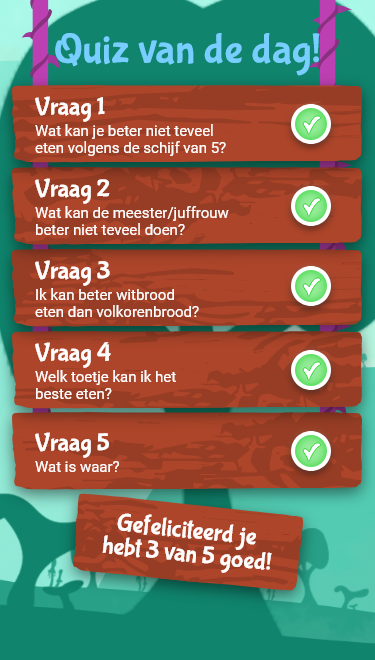 Quiz van de dag!
Vraag 1
Wat kan je beter niet teveel
eten volgens de schijf van 5?
Vraag 2
Wat kan de meester/juffrouw
beter niet teveel doen?
Vraag 3
Ik kan beter witbrood
eten dan volkorenbrood?
Vraag 4
Welk toetje kan ik het
beste eten?
Vraag 5
Wat is waar?
Gefeliciteerd je
hebt 3 van 5 goed!